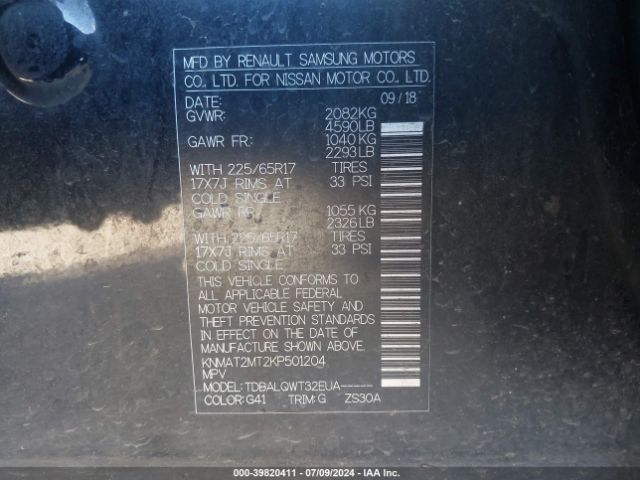 MFD BY RENAULT SAMSUNG MOTORS
CO., LTD. FOR NISSAN MOTOR CO., LTD.
DATE: 09/18
GVWR: 2082KG
4590LB
GAWR FR: 1040 KG
2293LB
WITH 225/65R17 TIRES
17X7J RIMS AT 33 PSI
COLD SINGLE
GAWR RR: 1055 KG
2326LB
WITH 225/65R17 TIRES
17X7J RIMS AT 33 PSI
COLD SINGLE
THIS VEHICLE CONFORMS TO
ALL APPLICABLE FEDERAL
MOTOR VEHICLE SAFETY AND
THEFT PREVENTION STANDARDS
IN EFFECT ON THE DATE OF
MANUFACTURE SHOWN ABOVE.
KNMAT2MT2KP501204
MPV
MODEL: TDBALQWT32EUA-----
COLOR: G41 TRIM: G ZS30A
000-39820411 - 07/09/2024 - IAA Inc.